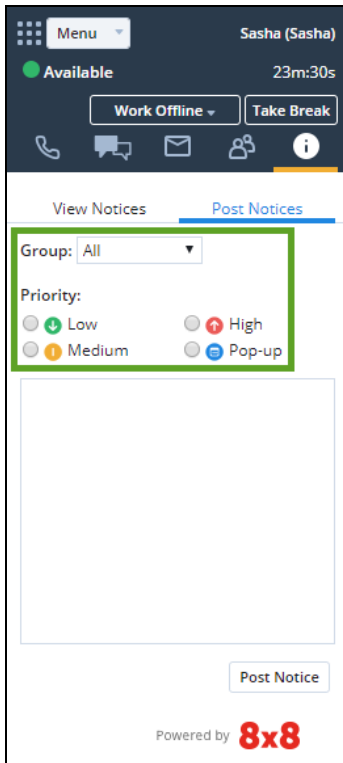 Menu Sasha (Sasha)
Available 23m:30s
Work Offline Take Break
View Notices Post Notices
Group: All
Priority:
Low High
Medium Pop-up
Post Notice
Powered by 8x8